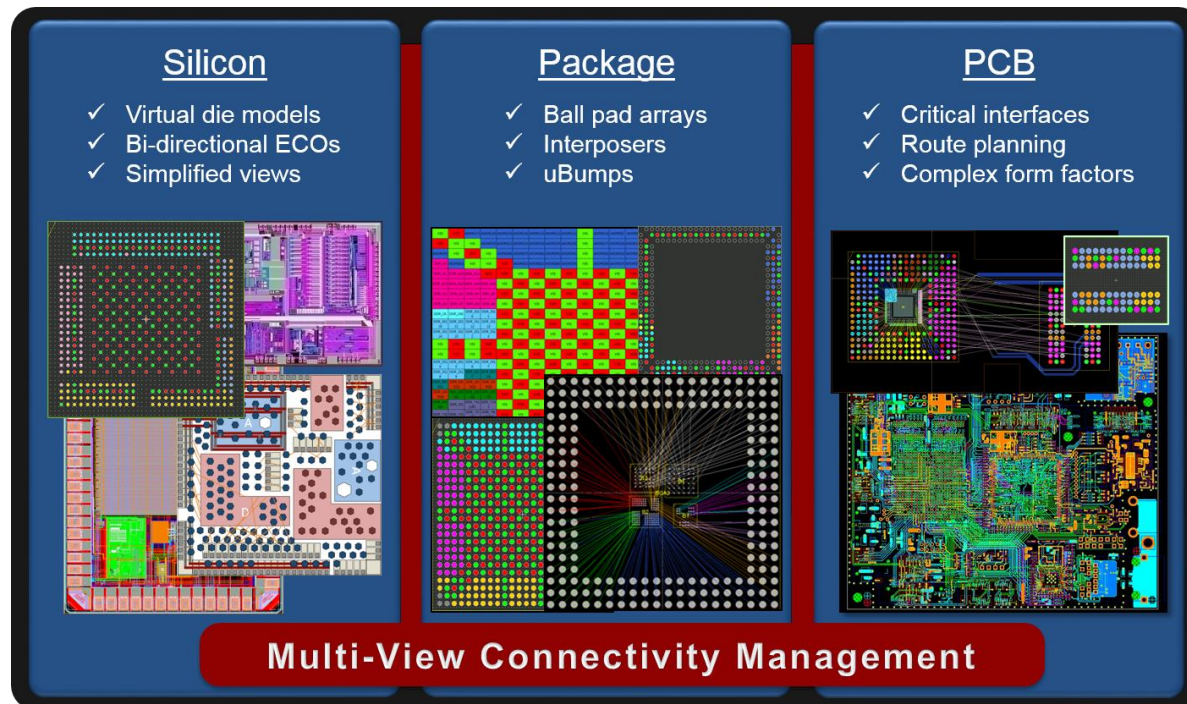 Silicon
✓ Virtual die models
✓ Bi-directional ECOs
✓ Simplified views
Package
✓ Ball pad arrays
✓ Interposers
✓ uBumps
PCB
✓ Critical interfaces
✓ Route planning
✓ Complex form factors
A
A
D
Multi-View Connectivity Management